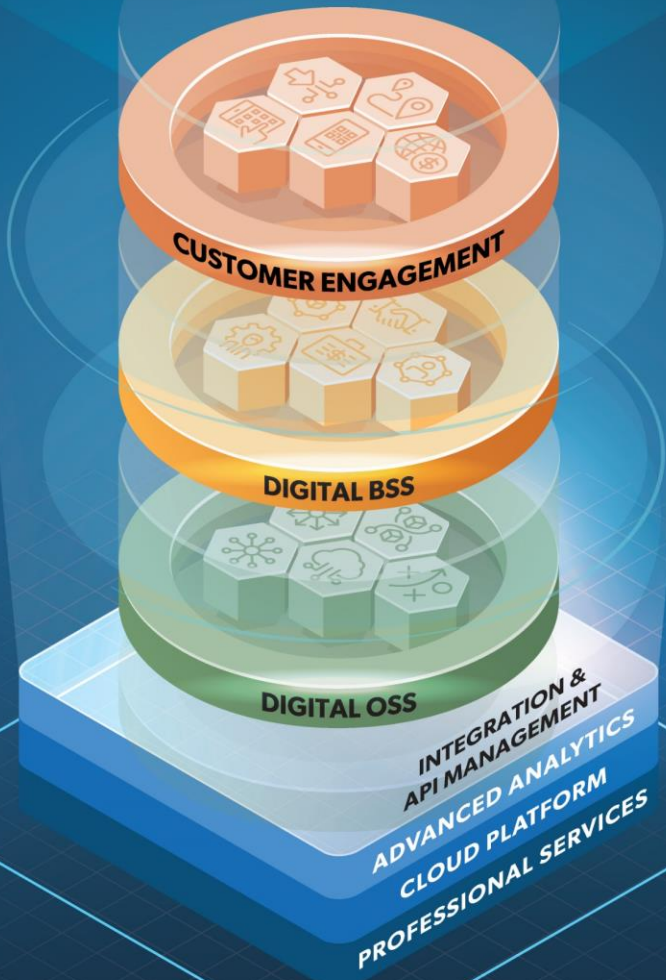 CUSTOMER ENGAGEMENT
DIGITAL BSS
DIGITAL OSS
INTEGRATION &
API MANAGEMENT
ADVANCED ANALYTICS
CLOUD PLATFORM
PROFESSIONAL SERVICES